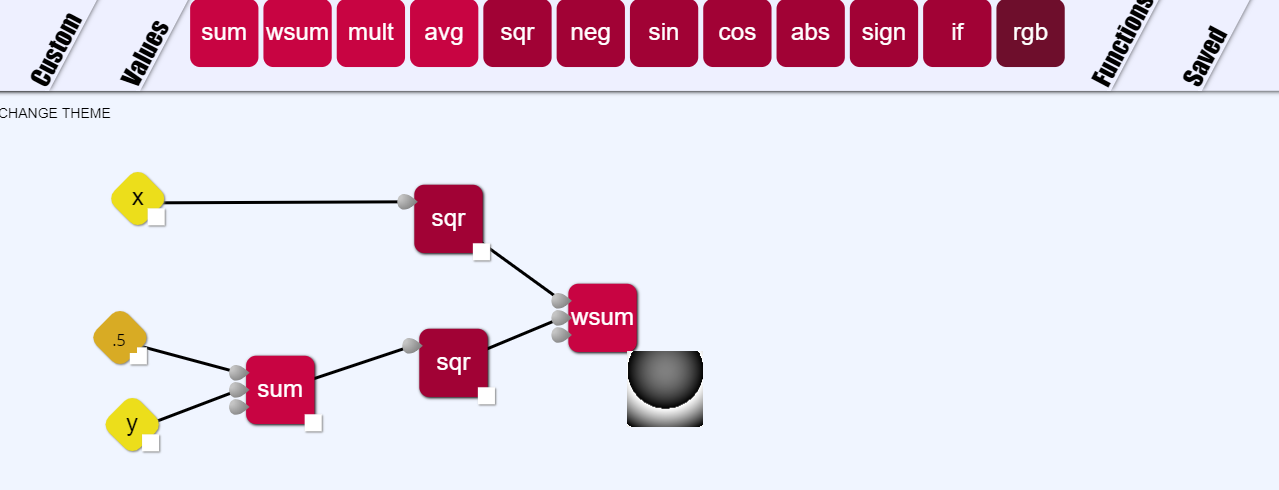 Custom
Values
sum wsum mult avg sqr neg sin cos abs sign if rgb
Functions
Saved
CHANGE THEME
x
sqr
wsum
.5
sqr
sum
y